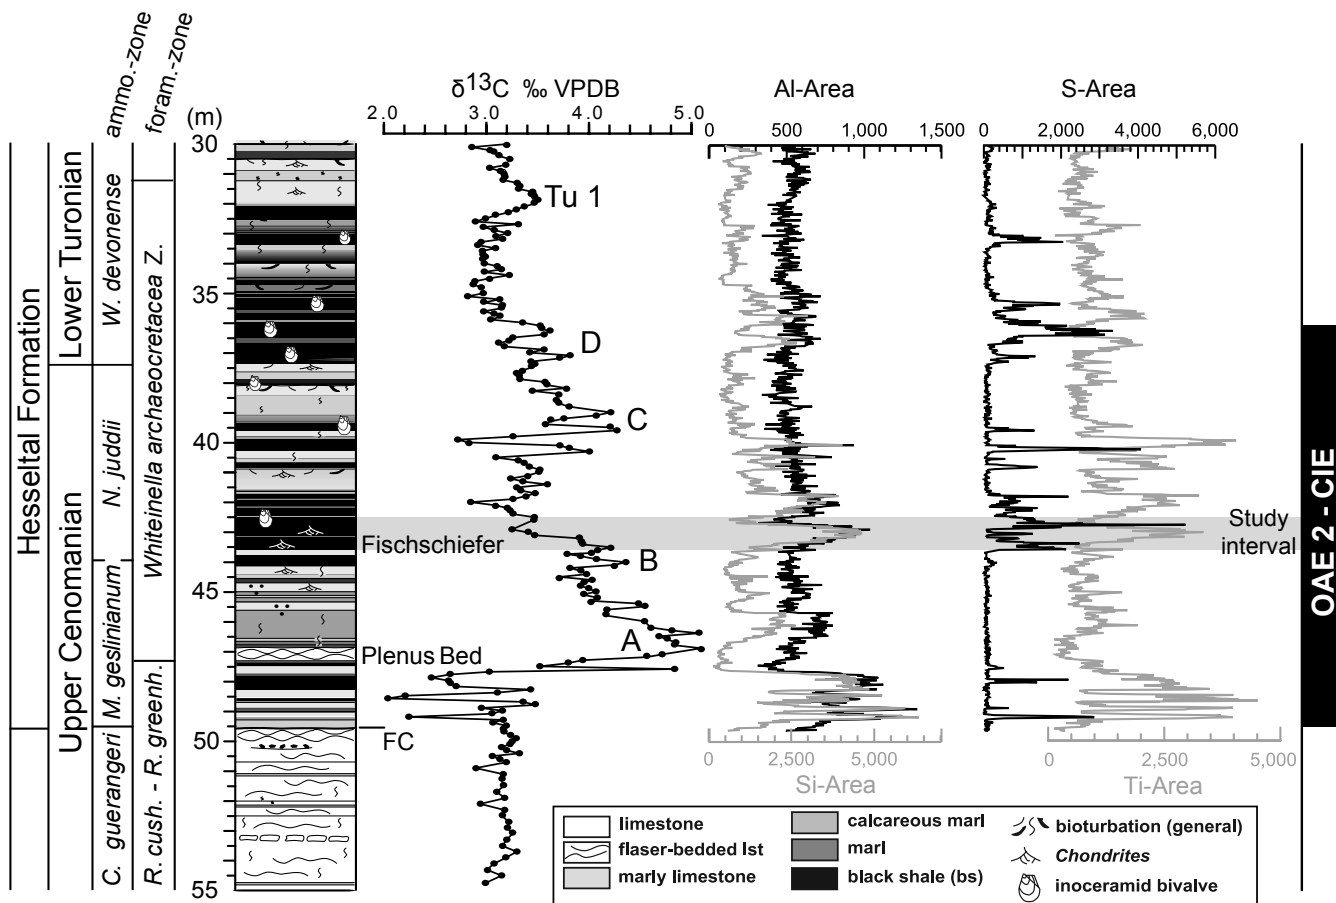 ammo.-zone
foram.-zone
(m)
δ13C ‰ VPDB
2.0 3.0 4.0 5.0
Al-Area
0 500 1,000 1,500
S-Area
0 2,000 4,000 6,000
30
35
40
45
50
55
Hesseltal Formation
Lower Turonian
Upper Cenomanian
W. devonense
N. juddii
M. geslinianum
C. guerangeri
Whiteinella archaeocretacea Z.
R. cush. - R. greenh.
Tu 1
D
C
B
A
Fischschiefer
Plenus Bed
FC
Study
interval
OAE 2 - CIE
0 2,500 5,000
Si-Area
0 2,500 5,000
Ti-Area
limestone
flaser-bedded lst
marly limestone
calcareous marl
marl
black shale (bs)
bioturbation (general)
Chondrites
inoceramid bivalve